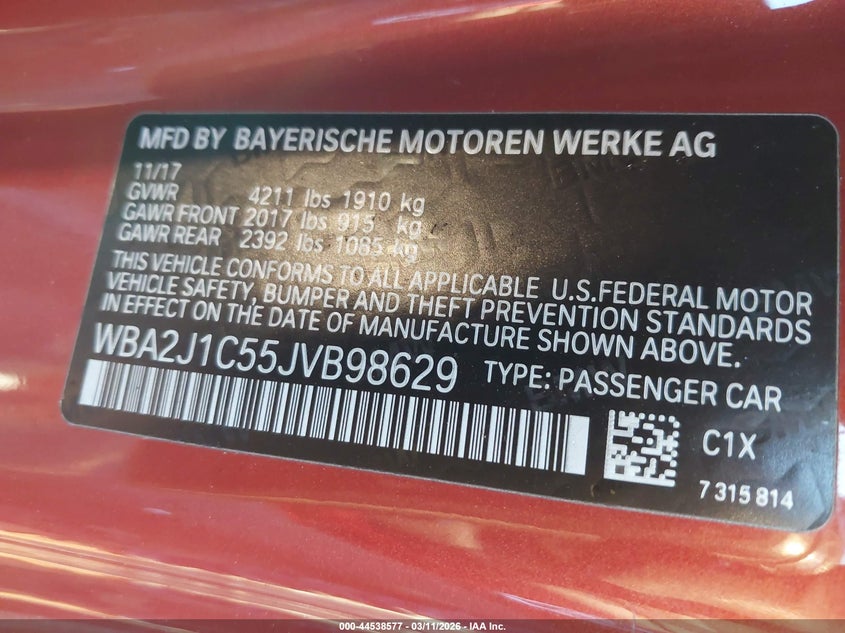 MFD BY BAYERISCHE MOTOREN WERKE AG
11/17
GVWR 4211 lbs 1910 kg
GAWR FRONT 2017 lbs 915 kg
GAWR REAR 2392 lbs 1085 kg
THIS VEHICLE CONFORMS TO ALL APPLICABLE U.S.FEDERAL MOTOR
VEHICLE SAFETY, BUMPER AND THEFT PREVENTION STANDARDS
IN EFFECT ON THE DATE OF MANUFACTURE SHOWN ABOVE.
WBA2J1C55JVB98629 TYPE: PASSENGER CAR
C1X
7 315 814
000-44538577 — 03/11/2026 — IAA Inc.